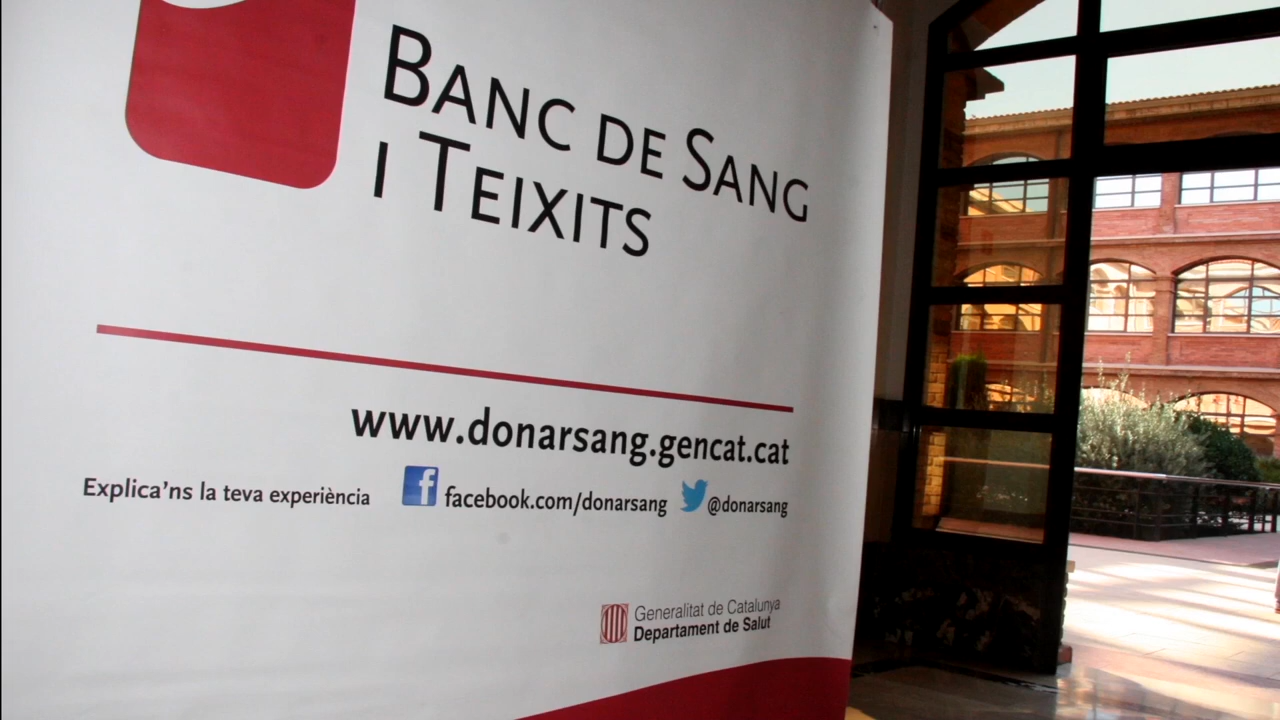 BANC DE SANG
I TEIXITS
www.donarsang.gencat.cat
Explica'ns la teva experiència facebook.com/donarsang @donarsang
Generalitat de Catalunya
Departament de Salut